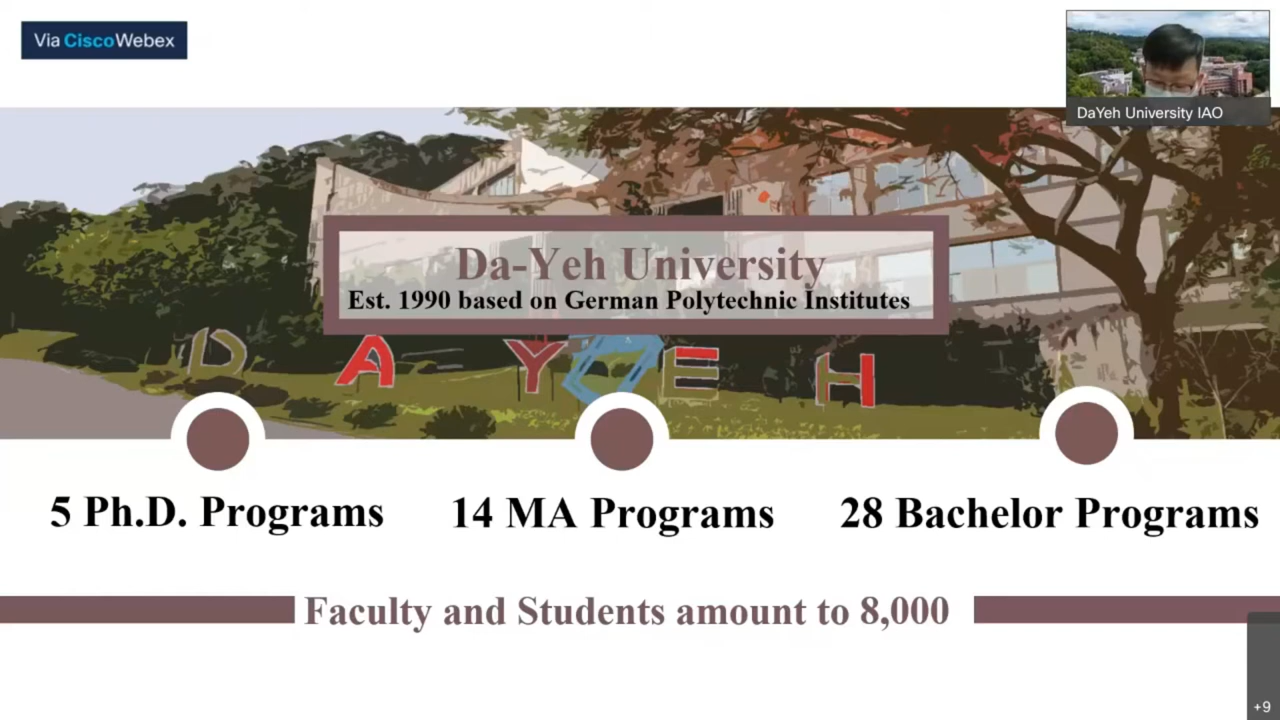 Via CiscoWebex
DaYeh University IAO
Da-Yeh University
Est. 1990 based on German Polytechnic Institutes
D A Y E H
5 Ph.D. Programs
14 MA Programs
28 Bachelor Programs
Faculty and Students amount to 8,000
+9